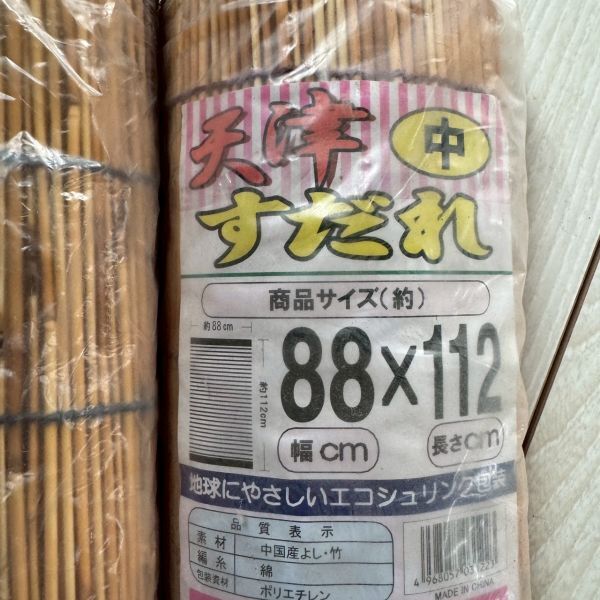 天津 中
すだれ
商品サイズ(約)
約88cm
約112cm
88×112
幅cm 長さcm
地球にやさしいエコシュリンク包装
品質表示
素材 中国産よし・竹
編糸 綿
包装資材 ポリエチレン
MADE IN CHINA